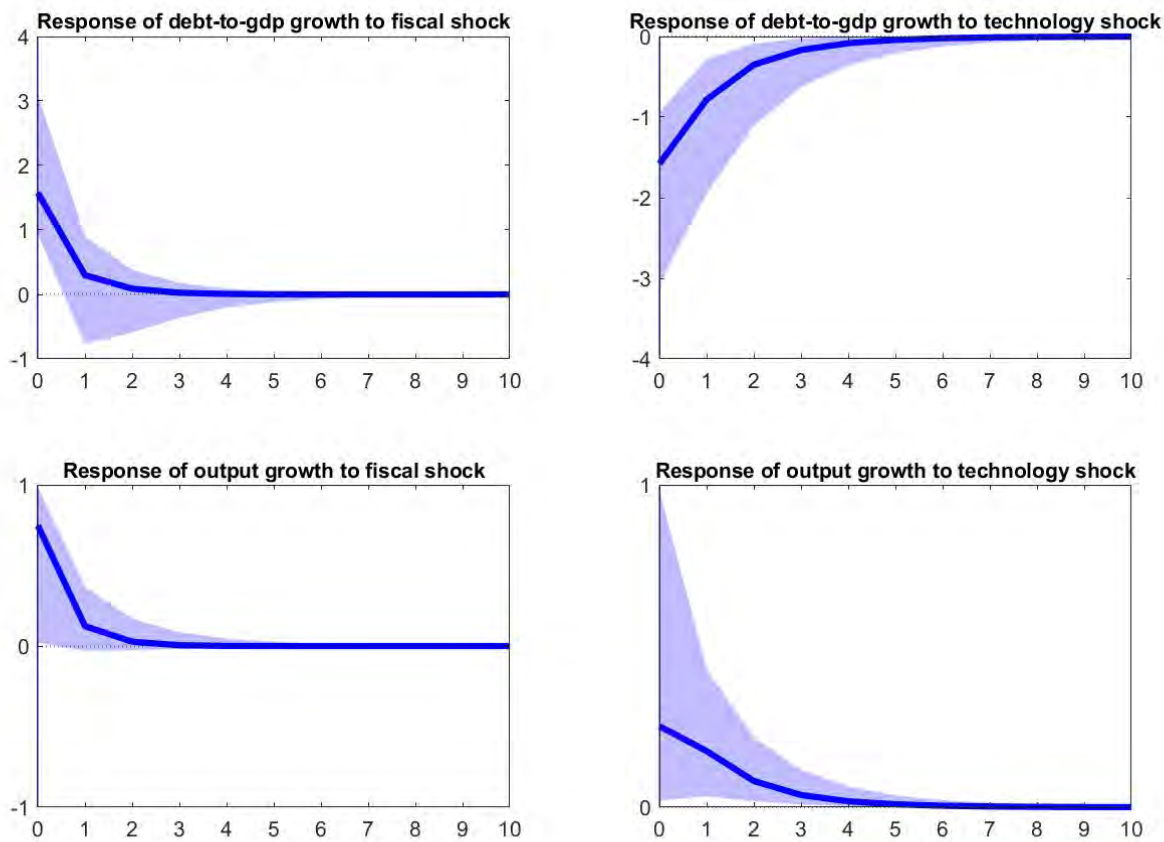 Response of debt-to-gdp growth to fiscal shock
4
3
2
1
0
-1
0 1 2 3 4 5 6 7 8 9 10
Response of debt-to-gdp growth to technology shock
0
-1
-2
-3
-4
0 1 2 3 4 5 6 7 8 9 10
Response of output growth to fiscal shock
1
0
-1
0 1 2 3 4 5 6 7 8 9 10
Response of output growth to technology shock
1
0
0 1 2 3 4 5 6 7 8 9 10